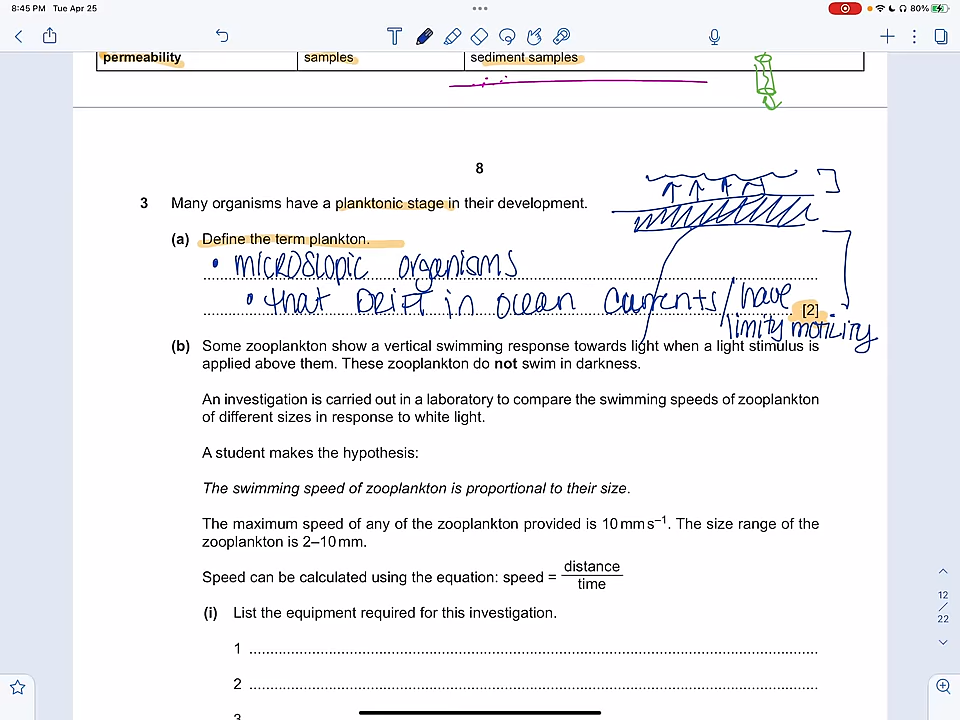 8:45 PM Tue Apr 25
80%
permeability samples sediment samples
8
3 Many organisms have a planktonic stage in their development.
(a) Define the term plankton.
• MICROSCOPIC ORGANISMS
• that DRIFT in ocean currents / have
[2]
limity motility
(b) Some zooplankton show a vertical swimming response towards light when a light stimulus is
applied above them. These zooplankton do not swim in darkness.
An investigation is carried out in a laboratory to compare the swimming speeds of zooplankton
of different sizes in response to white light.
A student makes the hypothesis:
The swimming speed of zooplankton is proportional to their size.
The maximum speed of any of the zooplankton provided is 10 mm s⁻¹. The size range of the
zooplankton is 2–10 mm.
Speed can be calculated using the equation: speed = distance
time
(i) List the equipment required for this investigation.
1
2
3
12
/
22